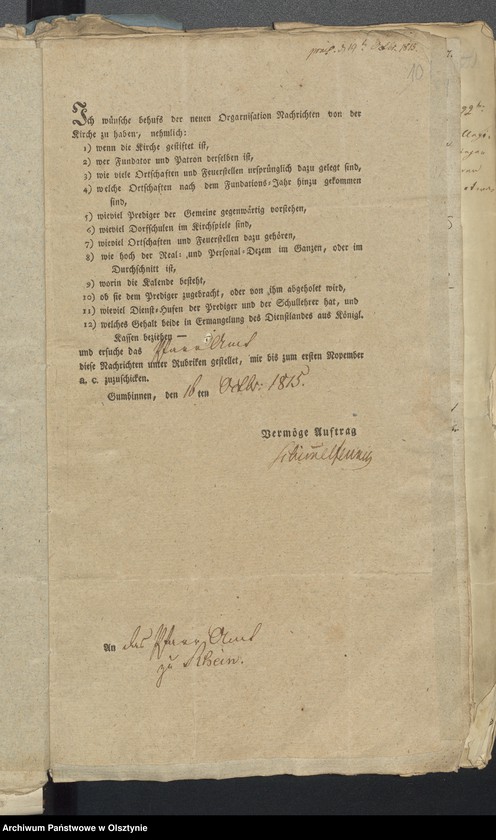 präs. d. 29t Octbr. 1815.
10
Ich wünsche behufs der neuen Orgarnisation Nachrichten von der
Kirche zu haben, nehmlich:
1) wenn die Kirche gestiftet ist,
2) wer Fundator und Patron derselben ist,
3) wie viele Ortschaften und Feuerstellen ursprünglich dazu gelegt sind,
4) welche Ortschaften nach dem Fundations-Jahr hinzu gekommen
sind,
5) wieviel Prediger der Gemeine gegenwärtig vorstehen,
6) wieviel Dorfschulen im Kirchspiele sind,
7) wieviel Ortschaften und Feuerstellen dazu gehören,
8) wie hoch der Real- und Personal-Dezem im Ganzen, oder im
Durchschnitt ist,
9) worin die Kalende besteht,
10) ob sie dem Prediger zugebracht, oder von ihm abgeholet wird,
11) wieviel Dienst-Hufen der Prediger und der Schullehrer hat, und
12) welches Gehalt beide in Ermangelung des Dienstlandes aus Königl.
Kassen beziehen —
und ersuche das Pfarr Amt
diese Nachrichten unter Rubriken gestellet, mir bis zum ersten November
a. c. zuzuschicken.
Gumbinnen, den 16ten Octbr: 1815.
Vermöge Auftrag
An das Pfarr Amt
zu Rhein.
Archiwum Państwowe w Olsztynie